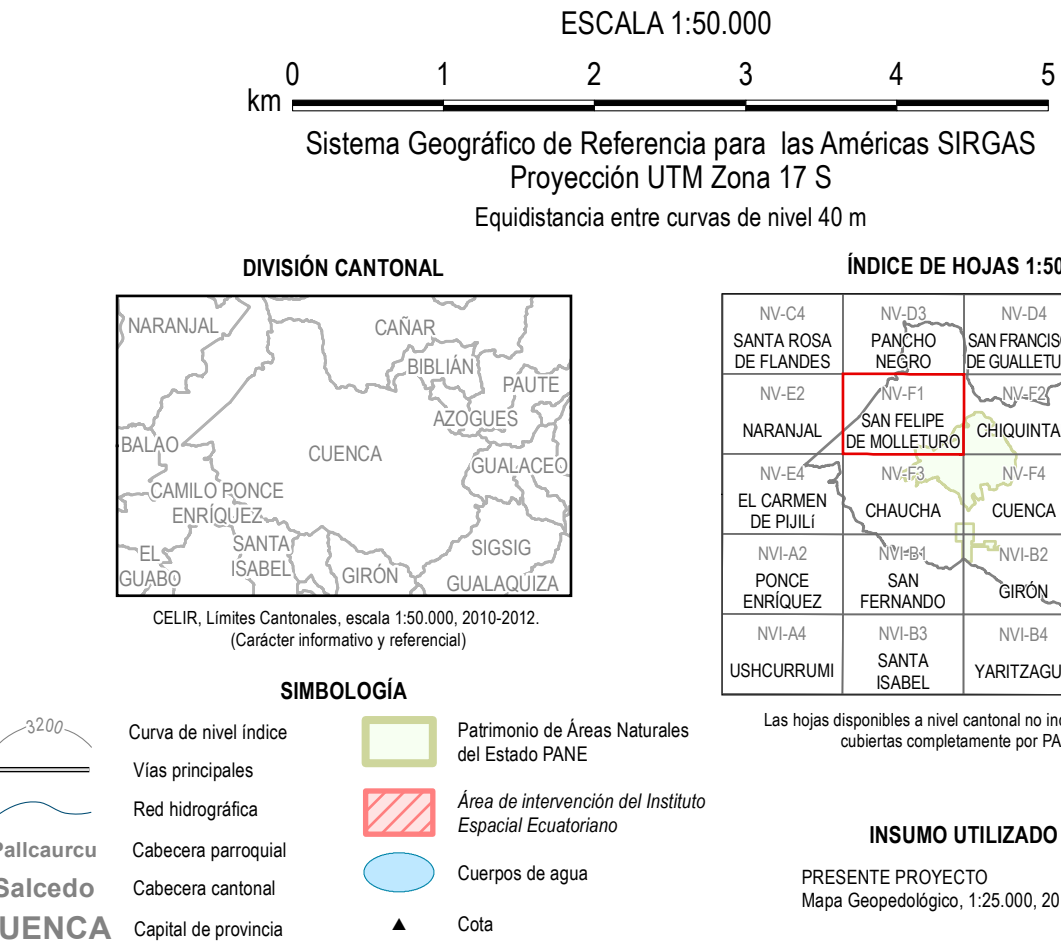 ESCALA 1:50.000
0 1 2 3 4 5
km
Sistema Geográfico de Referencia para las Américas SIRGAS
Proyección UTM Zona 17 S
Equidistancia entre curvas de nivel 40 m
DIVISIÓN CANTONAL
NARANJAL
CAÑAR
BIBLIÁN
PAUTE
AZOGUES
BALAO
CUENCA
GUALACEO
CAMILO PONCE
ENRÍQUEZ
EL
GUABO
SANTA
ISABEL
GIRÓN
SIGSIG
GUALAQUIZA
CELIR, Límites Cantonales, escala 1:50.000, 2010-2012.
(Carácter informativo y referencial)
ÍNDICE DE HOJAS 1:50
NV-C4 NV-D3 NV-D4
SANTA ROSA PANCHO SAN FRANCIS
DE FLANDES NEGRO DE GUALLETU
NV-E2 NV-F1 NV-F2
NARANJAL SAN FELIPE CHIQUINTA
DE MOLLETURO
NV-E4 NV-F3 NV-F4
EL CARMEN CHAUCHA CUENCA
DE PIJILí
NVI-A2 NVI-B1 NVI-B2
PONCE SAN GIRÓN
ENRÍQUEZ FERNANDO
NVI-A4 NVI-B3 NVI-B4
USHCURRUMI SANTA YARITZAGU
ISABEL
Las hojas disponibles a nivel cantonal no in
cubiertas completamente por PA
SIMBOLOGÍA
3200
Curva de nivel índice
Vías principales
Red hidrográfica
Pallcaurcu Cabecera parroquial
Salcedo Cabecera cantonal
UENCA Capital de provincia
Patrimonio de Áreas Naturales
del Estado PANE
Área de intervención del Instituto
Espacial Ecuatoriano
Cuerpos de agua
Cota
INSUMO UTILIZADO
PRESENTE PROYECTO
Mapa Geopedológico, 1:25.000, 20